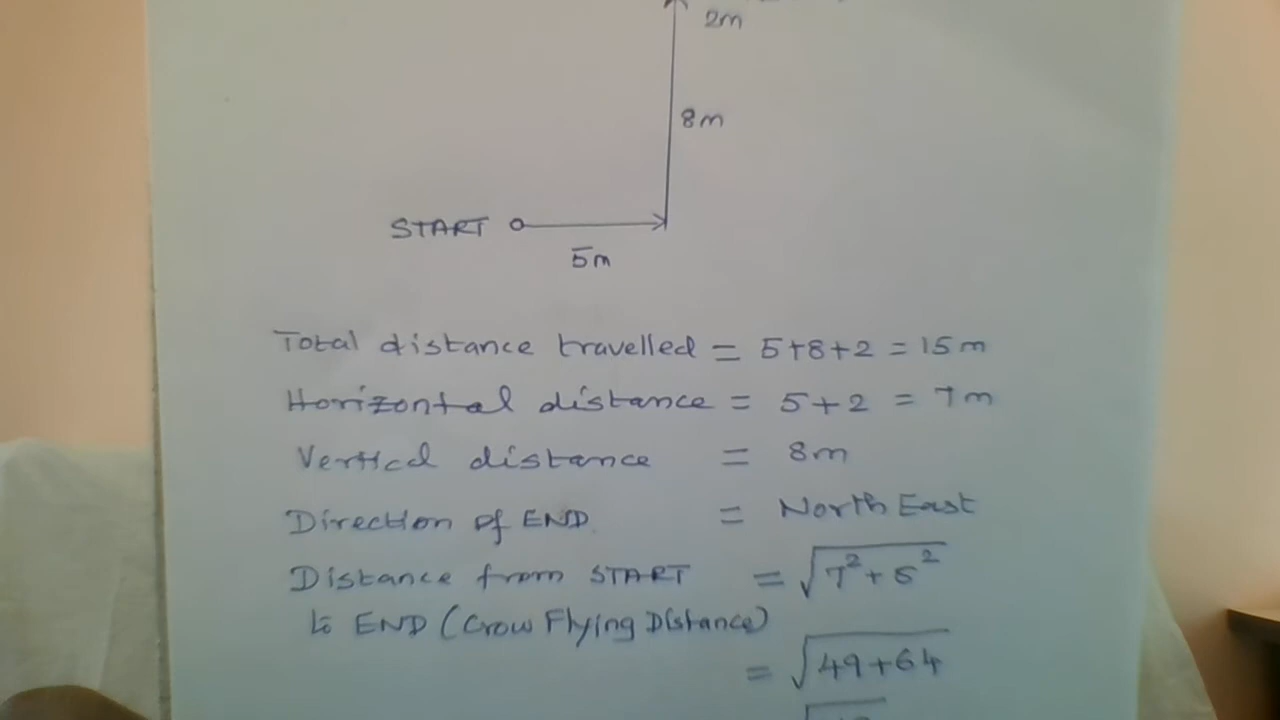 2m
8m
START
5m
Total distance travelled = 5+8+2 = 15m
Horizontal distance = 5+2 = 7m
Vertical distance = 8m
Direction of END = North East
Distance from START = √7²+8²
to END (Crow Flying Distance)
= √49+64